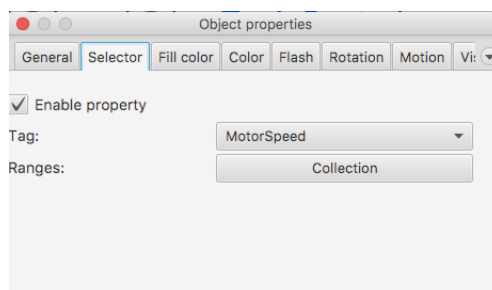 Object properties
General Selector Fill color Color Flash Rotation Motion
Enable property
Tag: MotorSpeed
Ranges: Collection